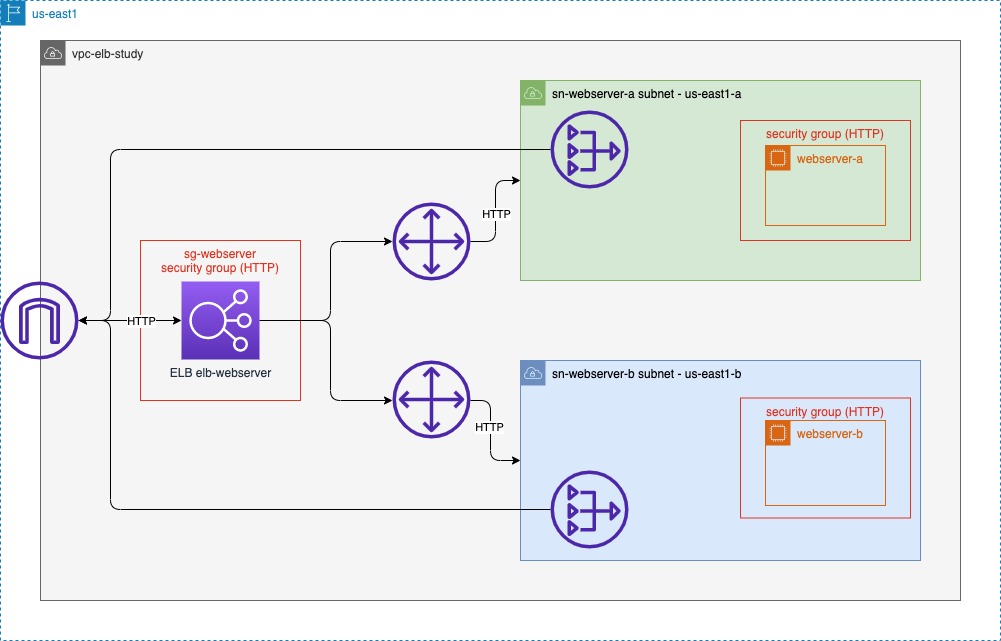 us-east1
vpc-elb-study
sn-webserver-a subnet - us-east1-a
security group (HTTP)
webserver-a
HTTP
sg-webserver
security group (HTTP)
HTTP
ELB elb-webserver
sn-webserver-b subnet - us-east1-b
security group (HTTP)
HTTP
webserver-b